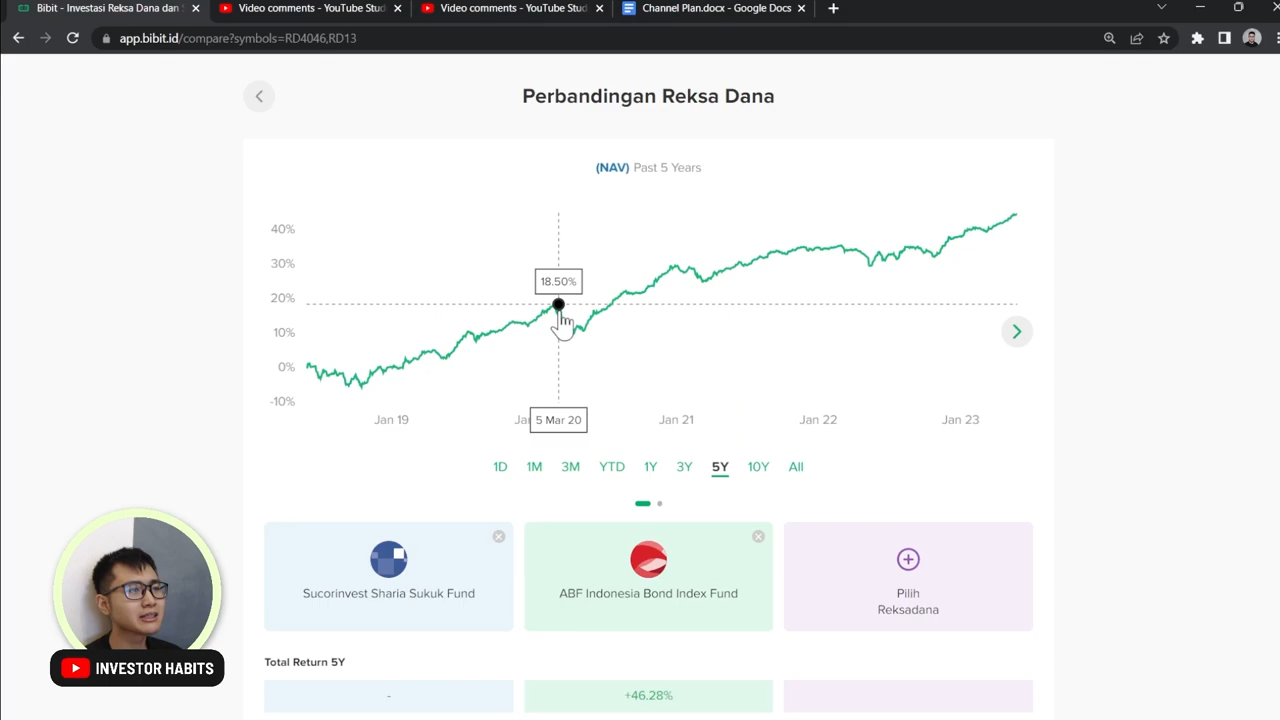 Bibit - Investasi Reksa Dana dan
Video comments - YouTube Stud
Video comments - YouTube Stud
Channel Plan.docx - Google Docs
app.bibit.id/compare?symbols=RD4046,RD13
Perbandingan Reksa Dana
(NAV) Past 5 Years
40%
30%
20%
10%
0%
-10%
18.50%
Jan 19
Jan
5 Mar 20
Jan 21
Jan 22
Jan 23
1D 1M 3M YTD 1Y 3Y 5Y 10Y All
Sucorinvest Sharia Sukuk Fund
ABF Indonesia Bond Index Fund
Pilih
Reksadana
Total Return 5Y
-
+46.28%
INVESTOR HABITS